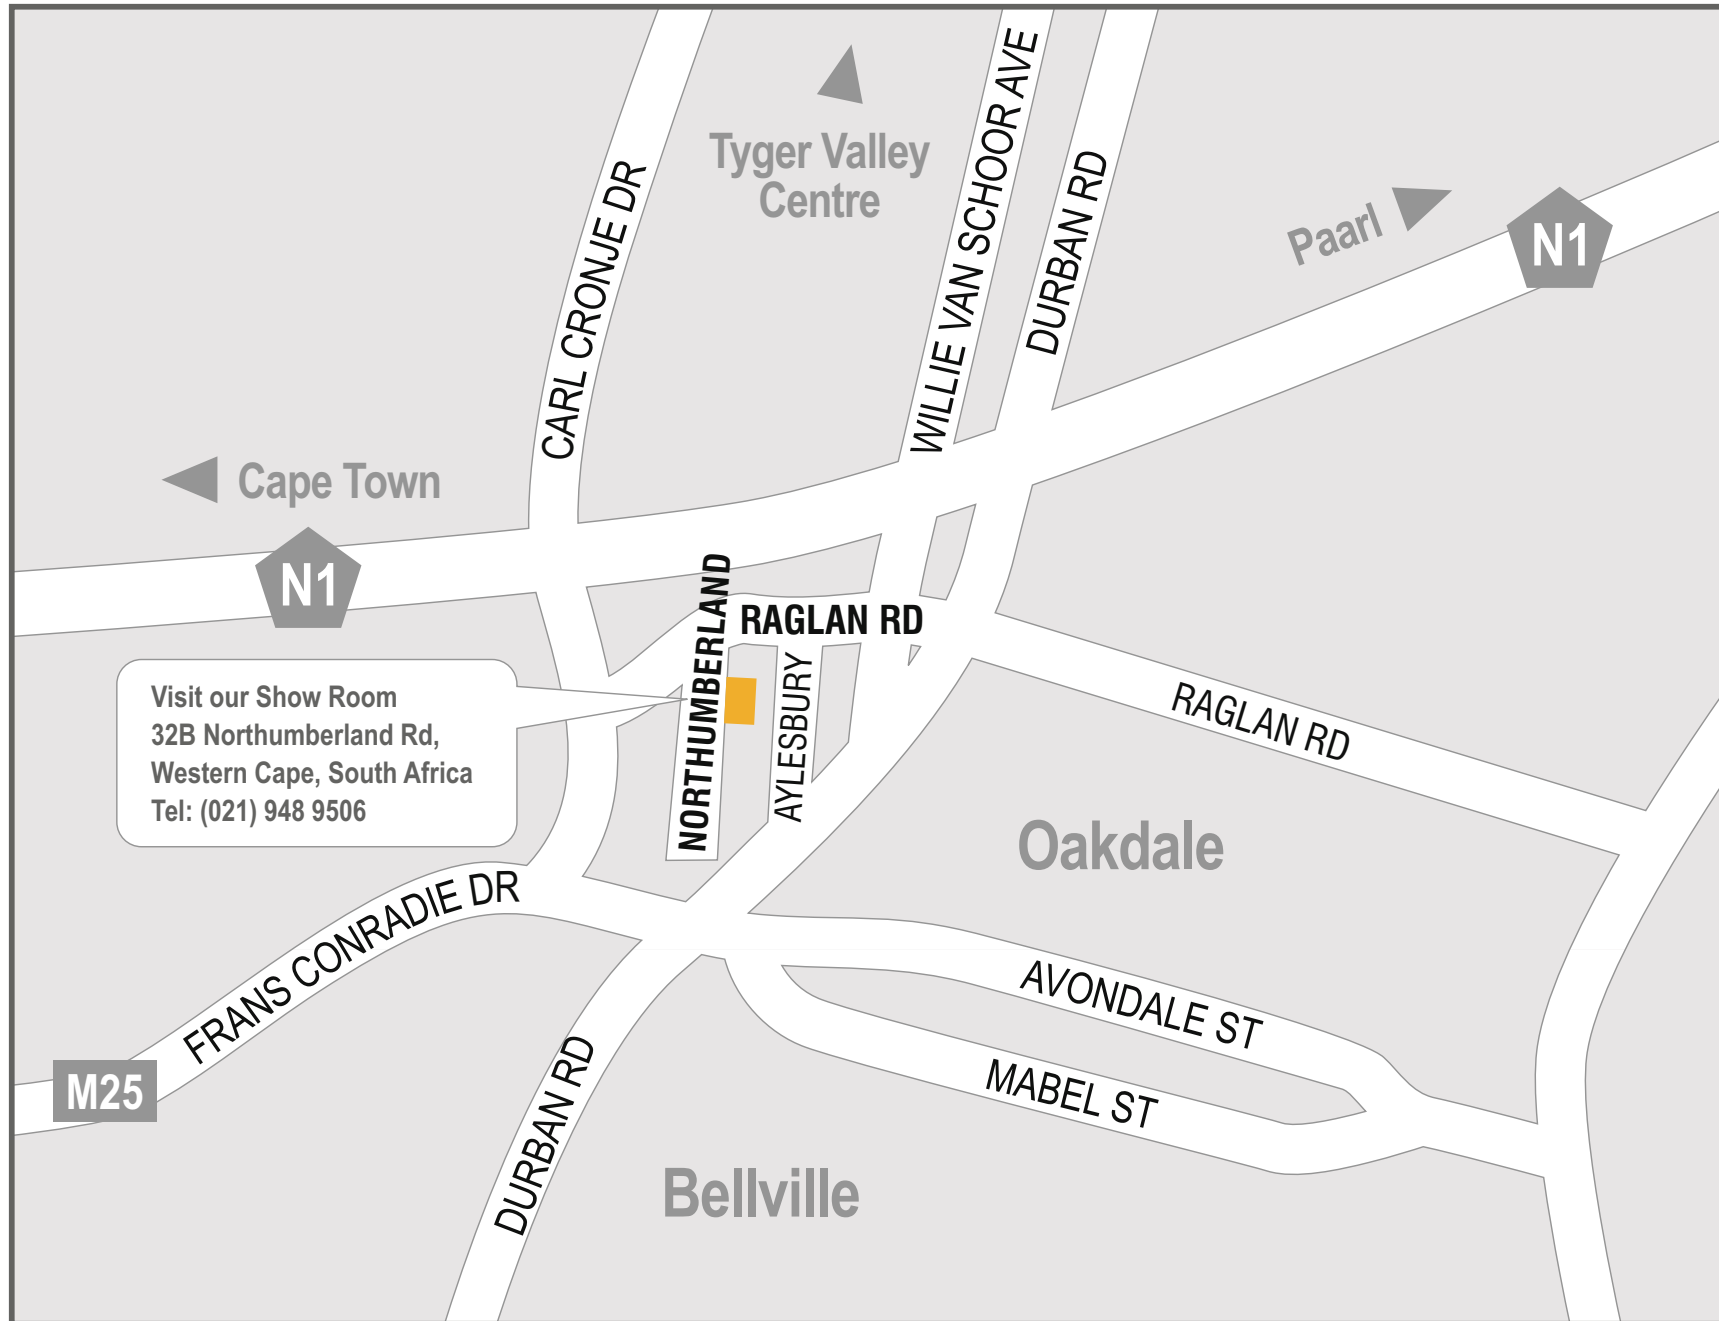 WILLIE VAN SCHOOR AVE
Tyger Valley
Centre
CARL CRONJE DR
DURBAN RD
Paarl
N1
Cape Town
N1
NORTHUMBERLAND
RAGLAN RD
AYLESBURY
RAGLAN RD
Visit our Show Room
32B Northumberland Rd,
Western Cape, South Africa
Tel: (021) 948 9506
Oakdale
FRANS CONRADIE DR
AVONDALE ST
M25
MABEL ST
DURBAN RD
Bellville